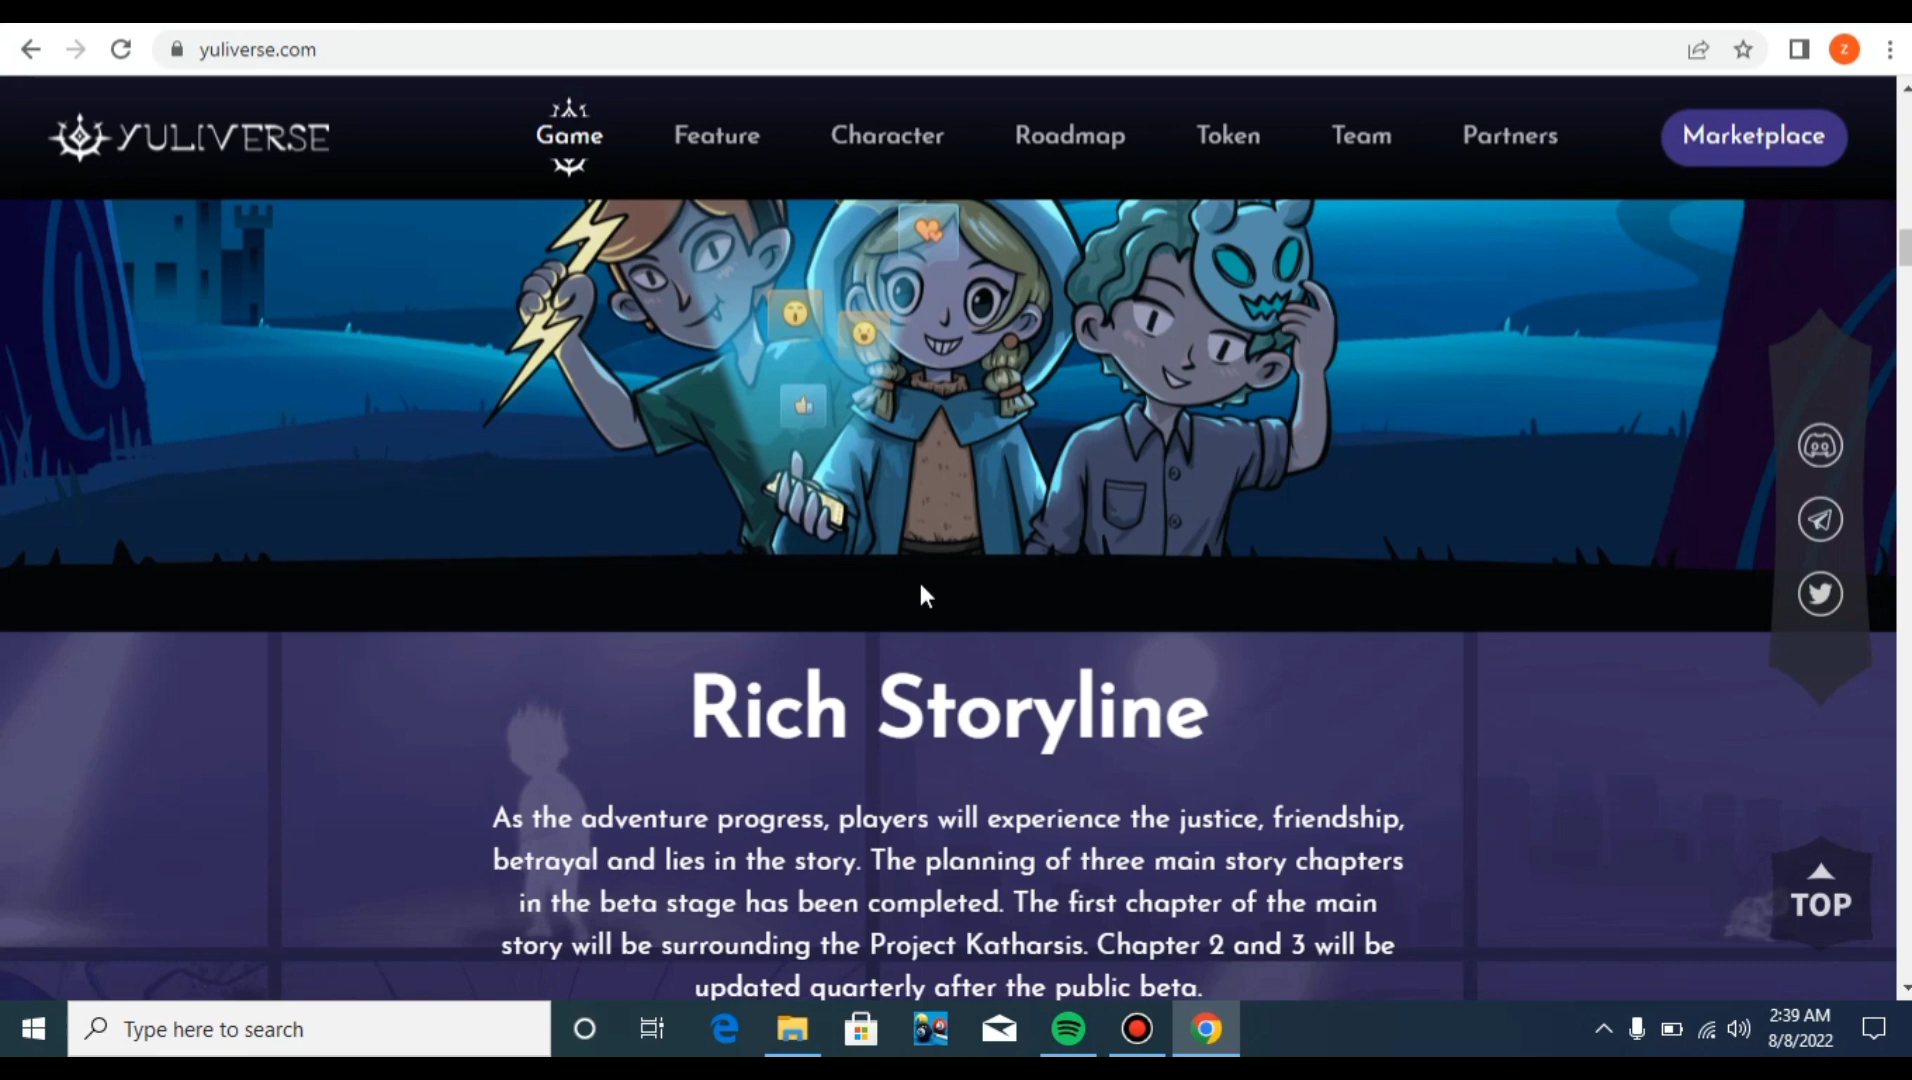 yuliverse.com
Z
YULIVERSE
Game
Feature
Character
Roadmap
Token
Team
Partners
Marketplace
Rich Storyline
As the adventure progress, players will experience the justice, friendship,
betrayal and lies in the story. The planning of three main story chapters
in the beta stage has been completed. The first chapter of the main
story will be surrounding the Project Katharsis. Chapter 2 and 3 will be
updated quarterly after the public beta.
TOP
Type here to search
2:39 AM
8/8/2022